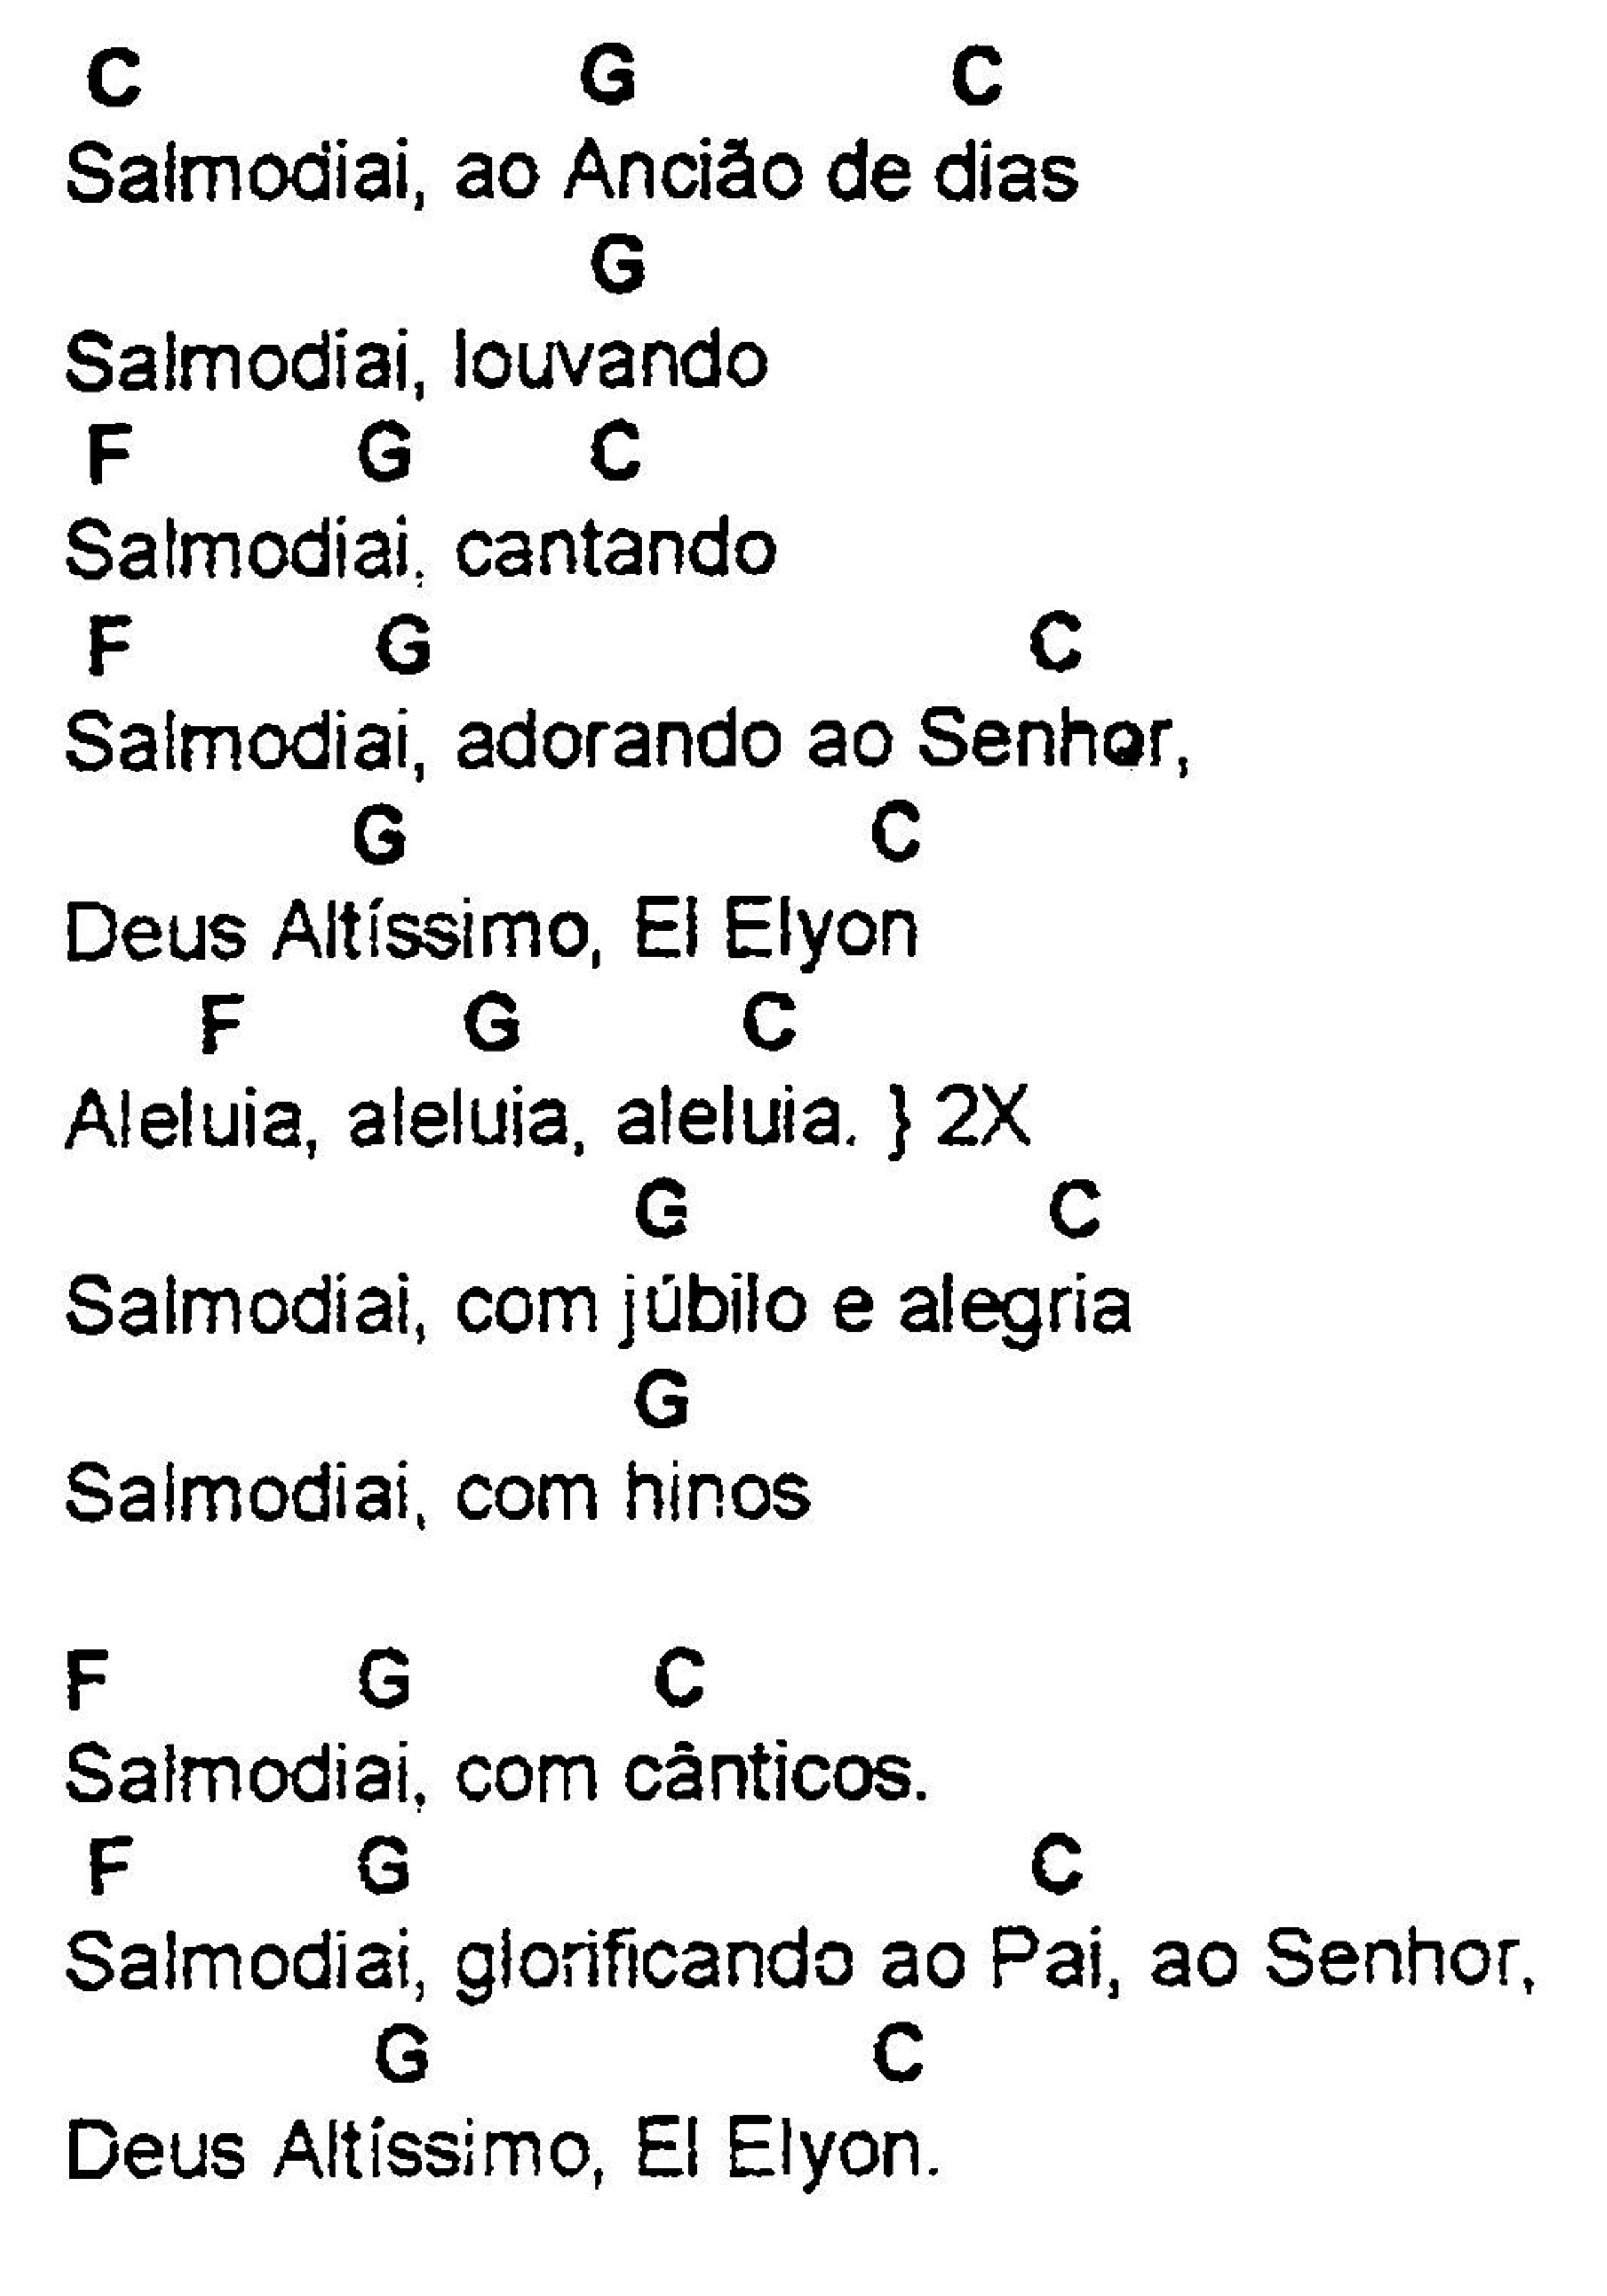 C G C
Salmodiai, ao Ancião de dias
G
Salmodiai, louvando
F G C
Salmodiai, cantando
F G C
Salmodiai, adorando ao Senhor,
G C
Deus Altíssimo, El Elyon
F G C
Aleluia, aleluia, aleluia. } 2X
G C
Salmodiai, com júbilo e alegria
G
Salmodiai, com hinos
F G C
Salmodiai, com cânticos.
F G C
Salmodiai, glorificando ao Pai, ao Senhor,
G C
Deus Altíssimo, El Elyon.